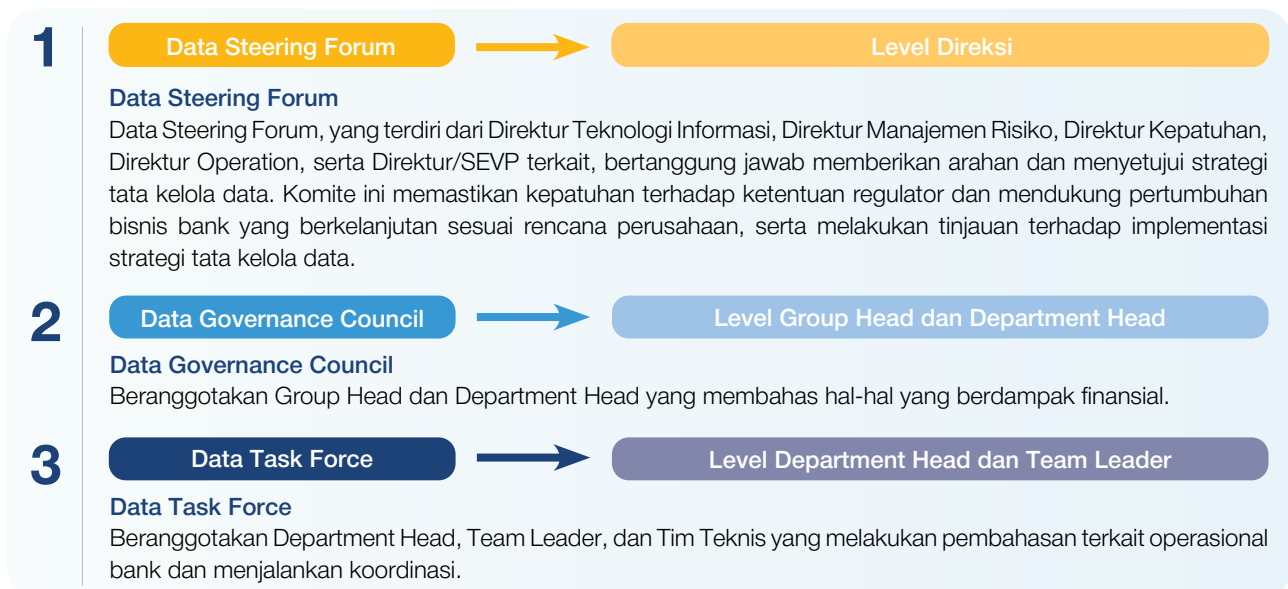 1
Data Steering Forum
Level Direksi
Data Steering Forum
Data Steering Forum, yang terdiri dari Direktur Teknologi Informasi, Direktur Manajemen Risiko, Direktur Kepatuhan,
Direktur Operation, serta Direktur/SEVP terkait, bertanggung jawab memberikan arahan dan menyetujui strategi
tata kelola data. Komite ini memastikan kepatuhan terhadap ketentuan regulator dan mendukung pertumbuhan
bisnis bank yang berkelanjutan sesuai rencana perusahaan, serta melakukan tinjauan terhadap implementasi
strategi tata kelola data.
2
Data Governance Council
Level Group Head dan Department Head
Data Governance Council
Beranggotakan Group Head dan Department Head yang membahas hal-hal yang berdampak finansial.
3
Data Task Force
Level Department Head dan Team Leader
Data Task Force
Beranggotakan Department Head, Team Leader, dan Tim Teknis yang melakukan pembahasan terkait operasional
bank dan menjalankan koordinasi.